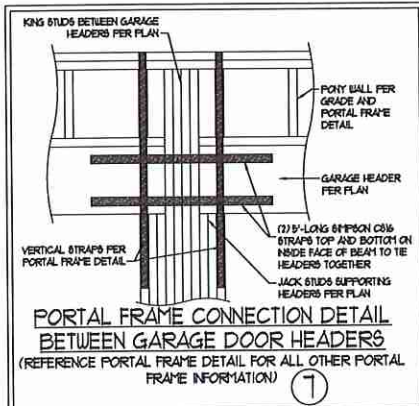 KING STUDS BETWEEN GARAGE
HEADERS PER PLAN
PONY WALL PER
GRADE AND
PORTAL FRAME
DETAIL
GARAGE HEADER
PER PLAN
(2) 5'-LONG SIMPSON CS16
STRAPS TOP AND BOTTOM ON
INSIDE FACE OF BEAM TO TIE
HEADERS TOGETHER
VERTICAL STRAPS PER
PORTAL FRAME DETAIL
JACK STUDS SUPPORTING
HEADERS PER PLAN
PORTAL FRAME CONNECTION DETAIL
BETWEEN GARAGE DOOR HEADERS
(REFERENCE PORTAL FRAME DETAIL FOR ALL OTHER PORTAL
FRAME INFORMATION)
7